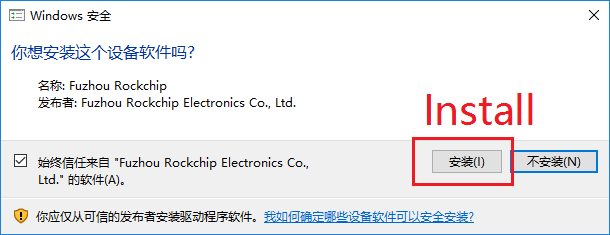 Windows 安全
你想安装这个设备软件吗?
名称: Fuzhou Rockchip
发布者: Fuzhou Rockchip Electronics Co., Ltd.
Install
始终信任来自 "Fuzhou Rockchip Electronics Co.,
Ltd." 的软件(A)。
安装(I)
不安装(N)
你应仅从可信的发布者安装驱动程序软件。我如何确定哪些设备软件可以安全安装?